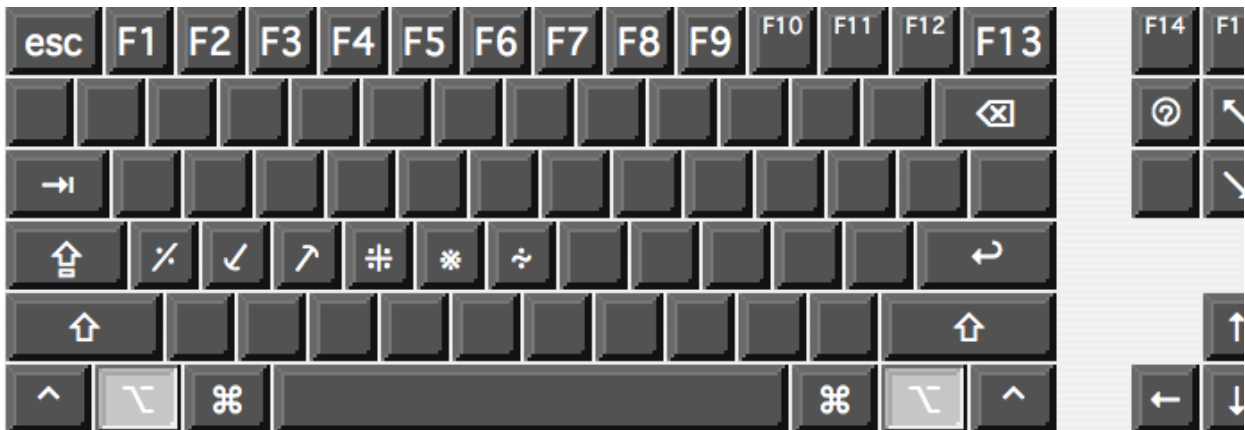 esc F1 F2 F3 F4 F5 F6 F7 F8 F9 F10 F11 F12 F13 F14
⌫ ?⃝ ↖
⇥ ↘
⇪ ⁒ ⤦ ⤤ ⁜ ※ ⩪ ↩
⇧ ⇧ ↑
^ ⌥ ⌘ ⌘ ⌥ ^ ← ↓